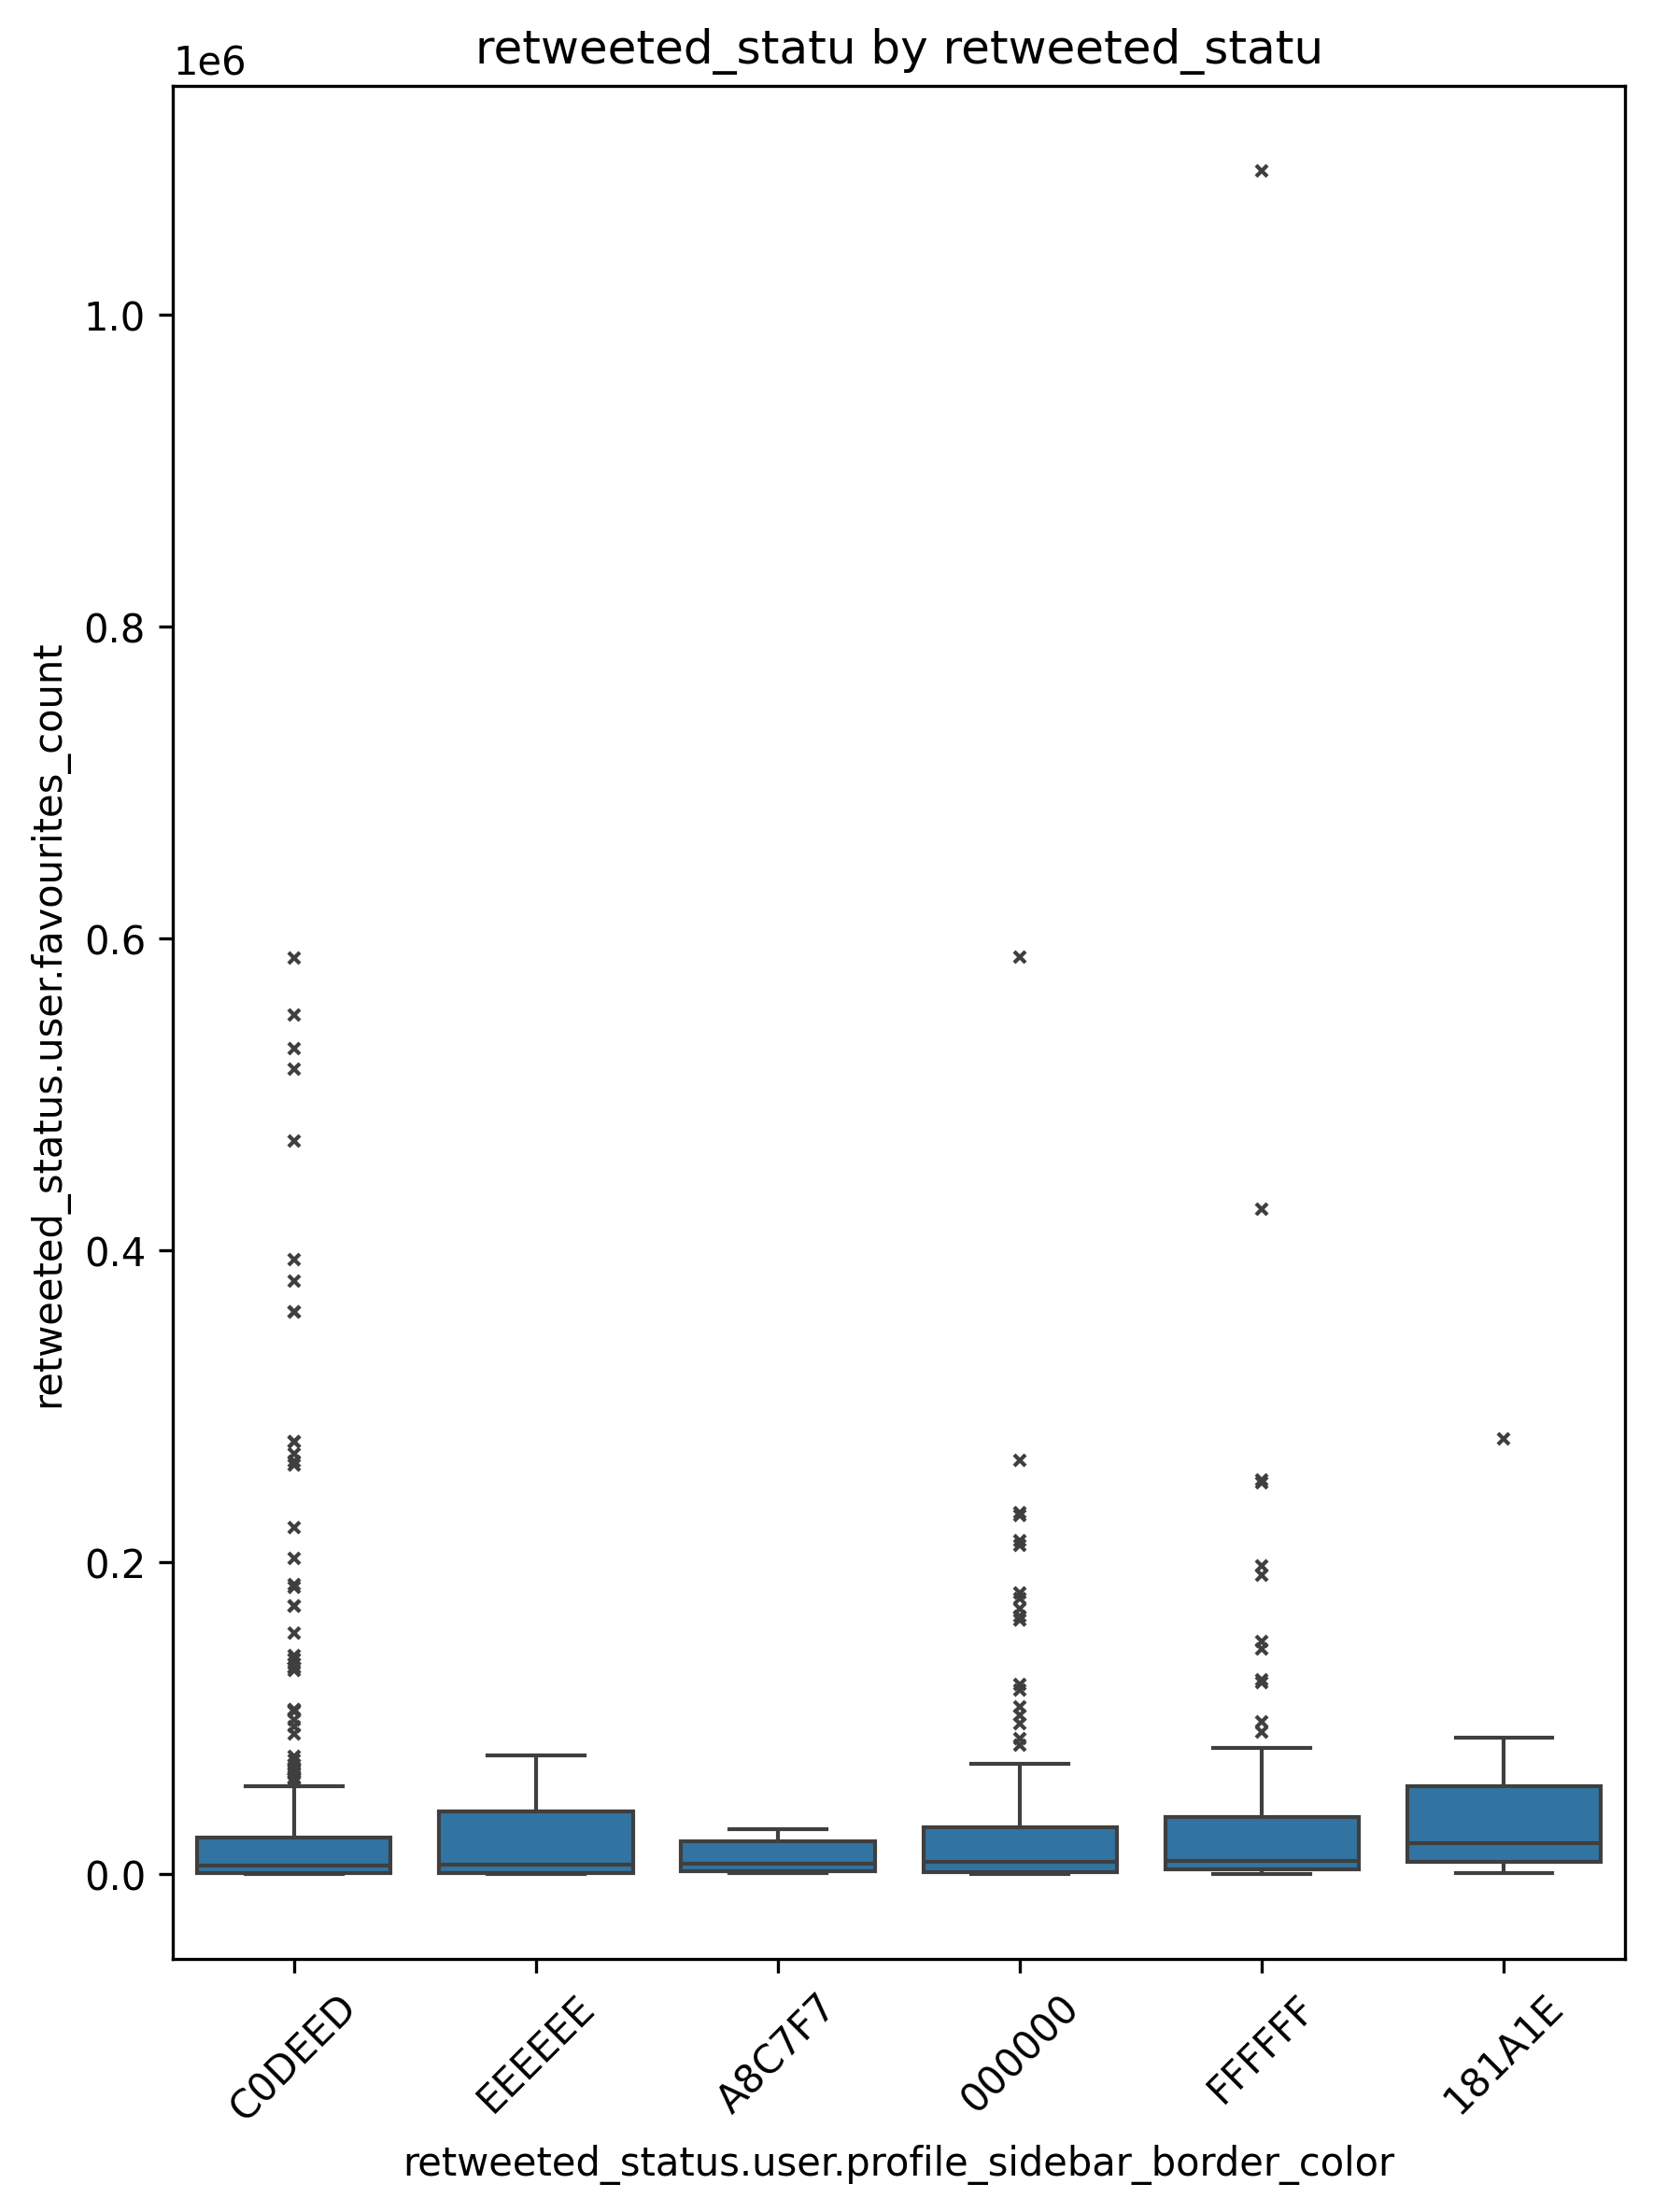 retweeted_statu by retweeted_statu
1e6
1.0
0.8
0.6
0.4
0.2
0.0
retweeted_status.user.favourites_count
C0DEED
EEEEEE
A8C7F7
000000
FFFFFF
181A1E
retweeted_status.user.profile_sidebar_border_color